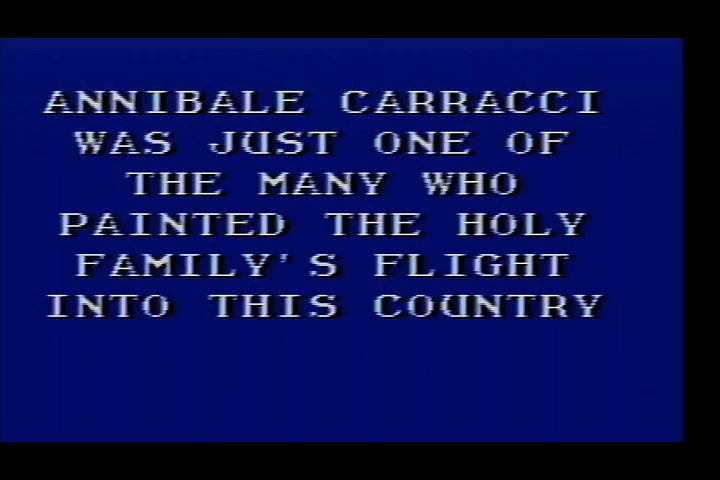 ANNIBALE CARRACCI
WAS JUST ONE OF
THE MANY WHO
PAINTED THE HOLY
FAMILY'S FLIGHT
INTO THIS COUNTRY